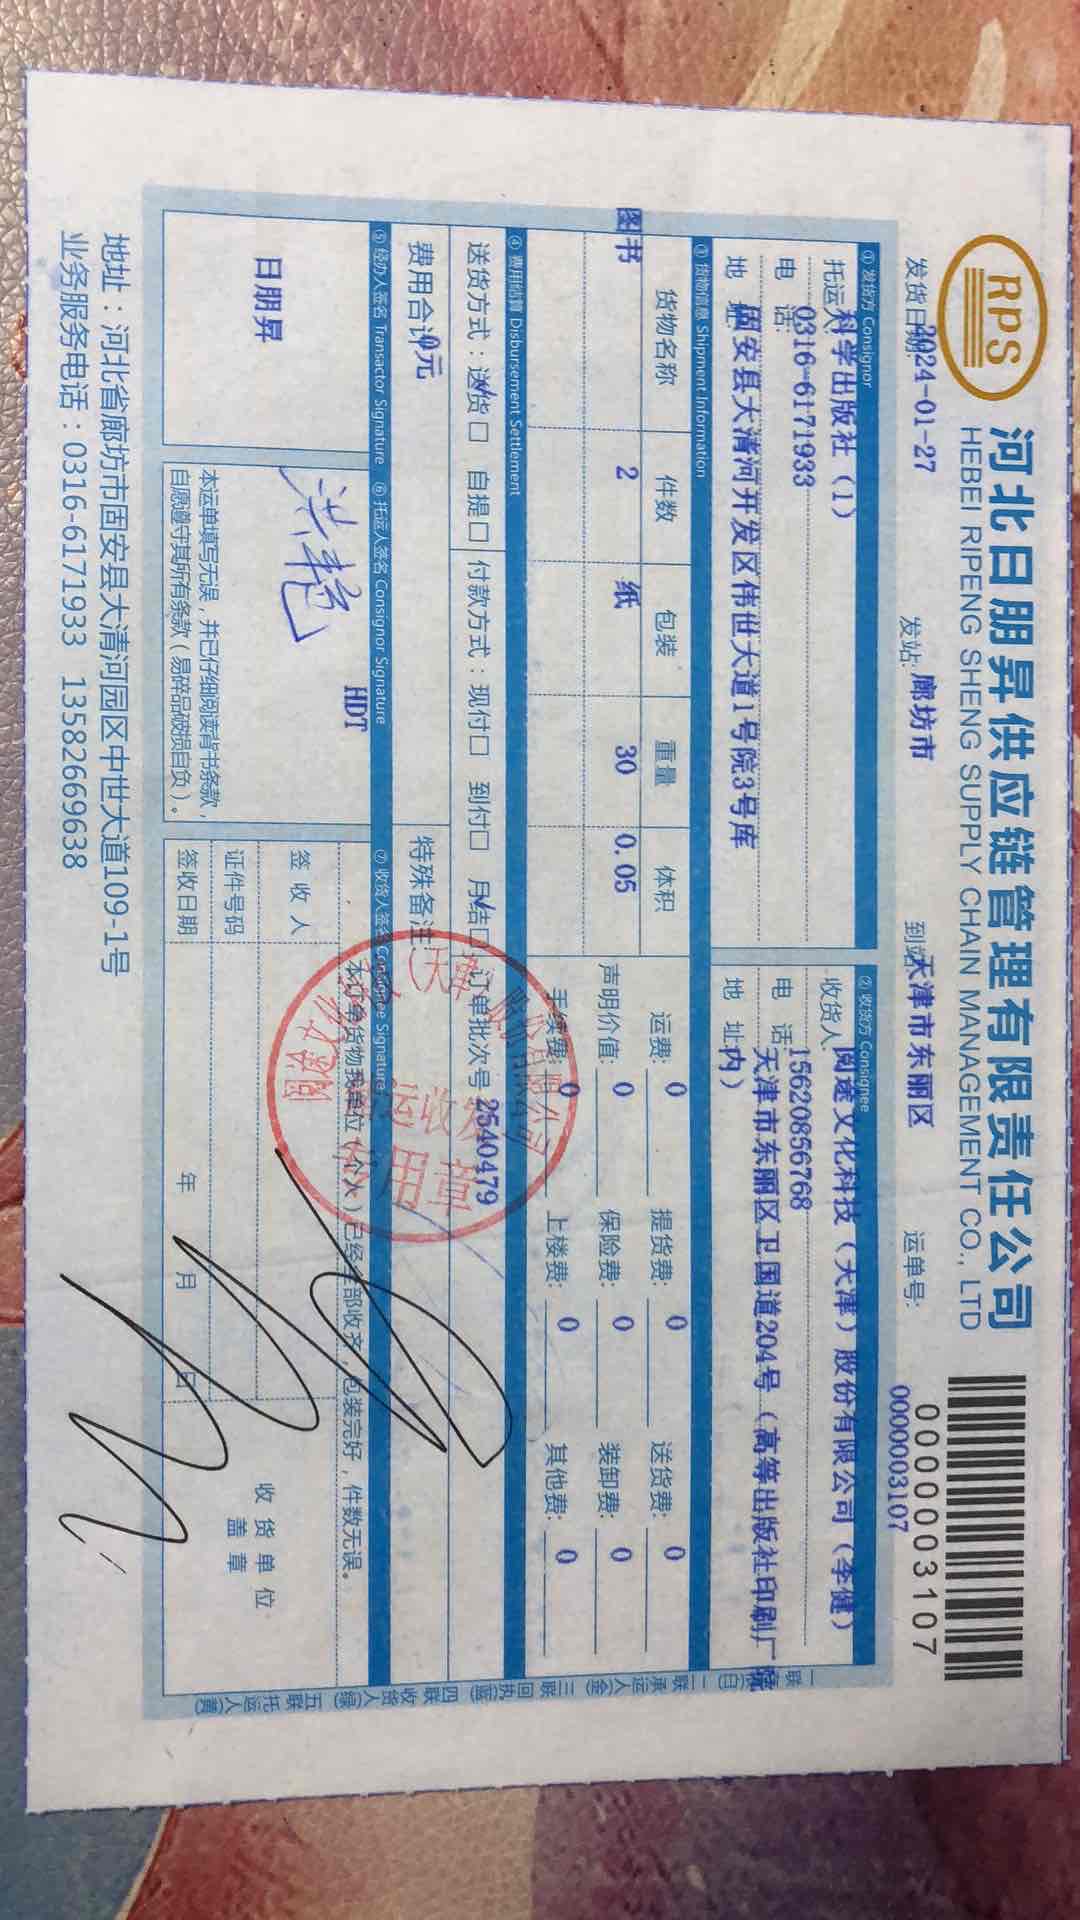 RPS
河北日朋昇供应链管理有限责任公司
HEBEI RIPENG SHENG SUPPLY CHAIN MANAGEMENT CO., LTD
0000003107
发货日期: 2024-01-27
发站: 廊坊市
到站: 天津市东丽区
运单号: 0000003107
① 发货方 Consignor
托运人 科学出版社（1）
电 话 0316-6171933
地 址 固安县大清河开发区伟世大道1号院3号库
② 收货方 Consignee
收货人: 阅途文化科技（天津）股份有限公司（李健）
电 话 15620856768
地 址 天津市东丽区卫国道204号（高等出版社印刷厂院内）
③ 货物信息 Shipment Information
货物名称 件数 包装 重量 体积
图书 2 纸 30 0.05
运费: 0 提货费: 0 送货费: 0
声明价值: 0 保险费: 0 装卸费: 0
手续费: 0 上楼费: 0 其他费: 0
④ 费用结算 Disbursement Settlement
送货方式：送货☑ 自提□ 付款方式：现付□ 到付□ 月结☑ 订单批次号 2540479
费用合计 0元
特殊备注
⑤ 经办人签名 Transactor Signature
⑥ 托运人签名 Consignor Signature
⑦ 收货人签名 Consignee Signature
日朋昇
HDT
本运单填写无误，并已仔细阅读背书条款，
自愿遵守其所有条款（易碎品破损自负）。
本订单货物我单位（个人）已经全部收齐，包装完好，件数无误。
签 收 人
证件号码
签收日期 年 月 日
收 货 单 位
盖 章
地址：河北省廊坊市固安县大清河园区中世大道109-1号
业务服务电话：0316-6171933 13582669638
一联（白） 二联承运人（金） 三联回执（蓝） 四联收货人（绿） 五联托运人（黄）